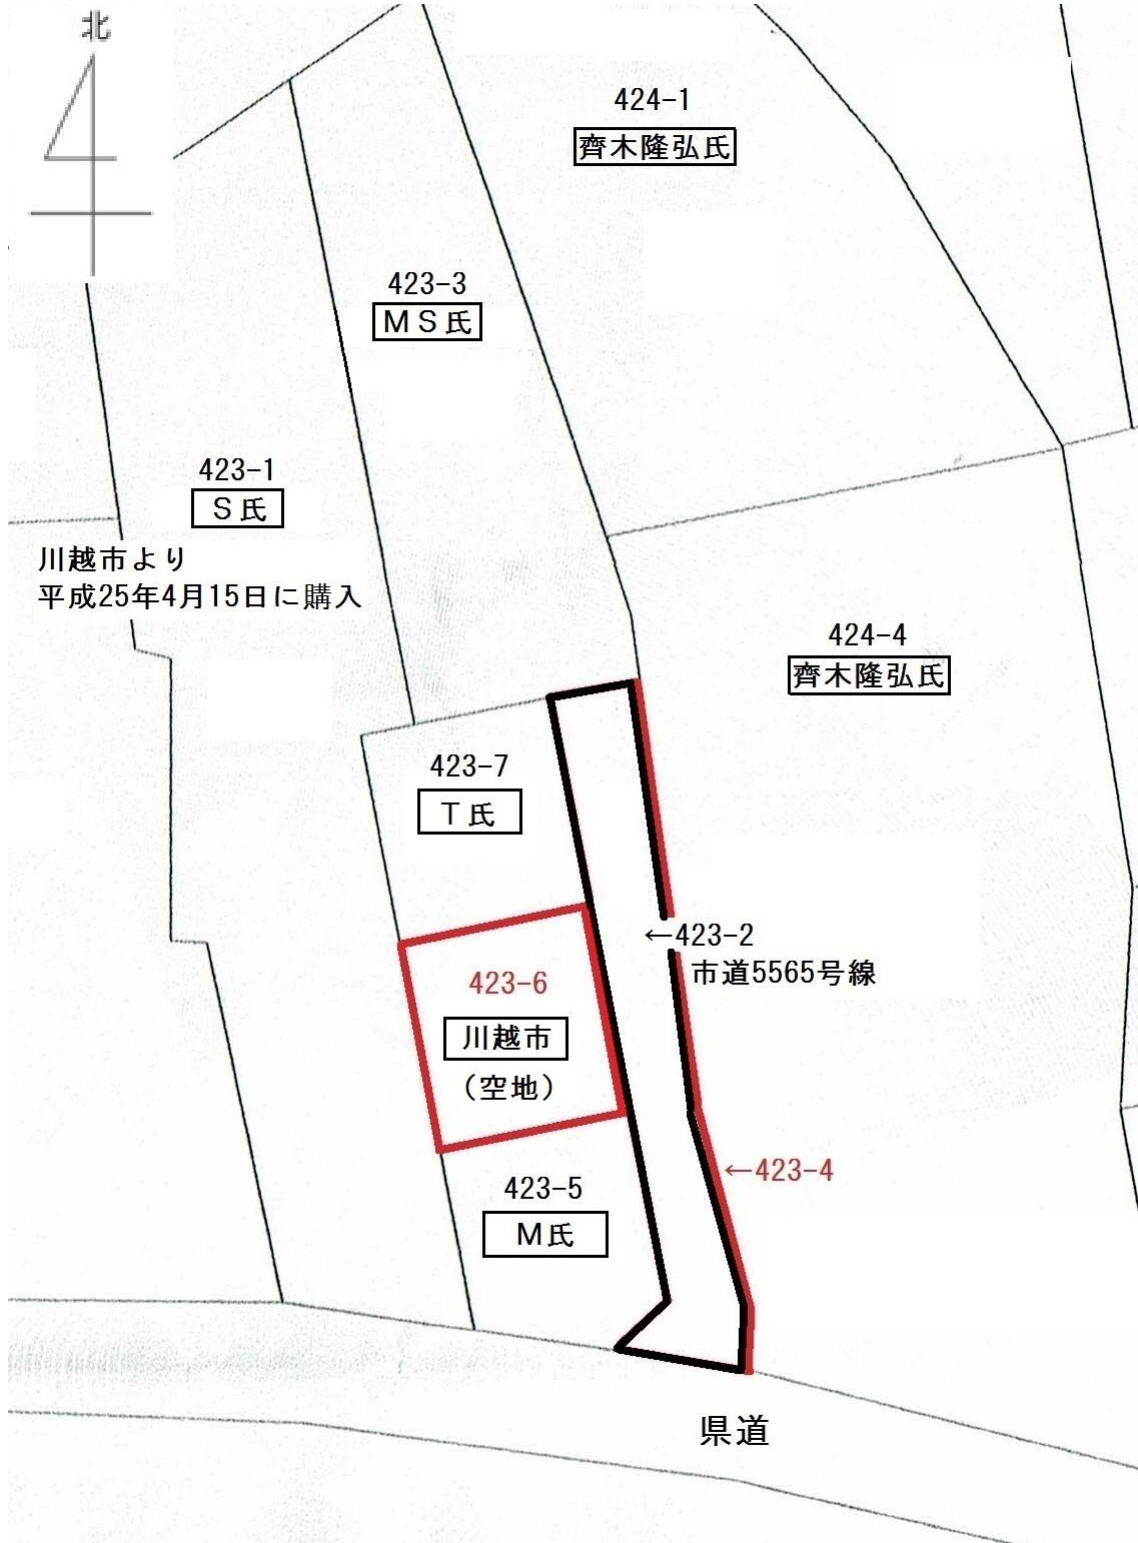 北
424-1
齊木隆弘氏
423-3
ＭＳ氏
423-1
Ｓ氏
川越市より
平成25年4月15日に購入
424-4
齊木隆弘氏
423-7
Ｔ氏
←423-2
市道5565号線
423-6
川越市
（空地）
←423-4
423-5
Ｍ氏
県道